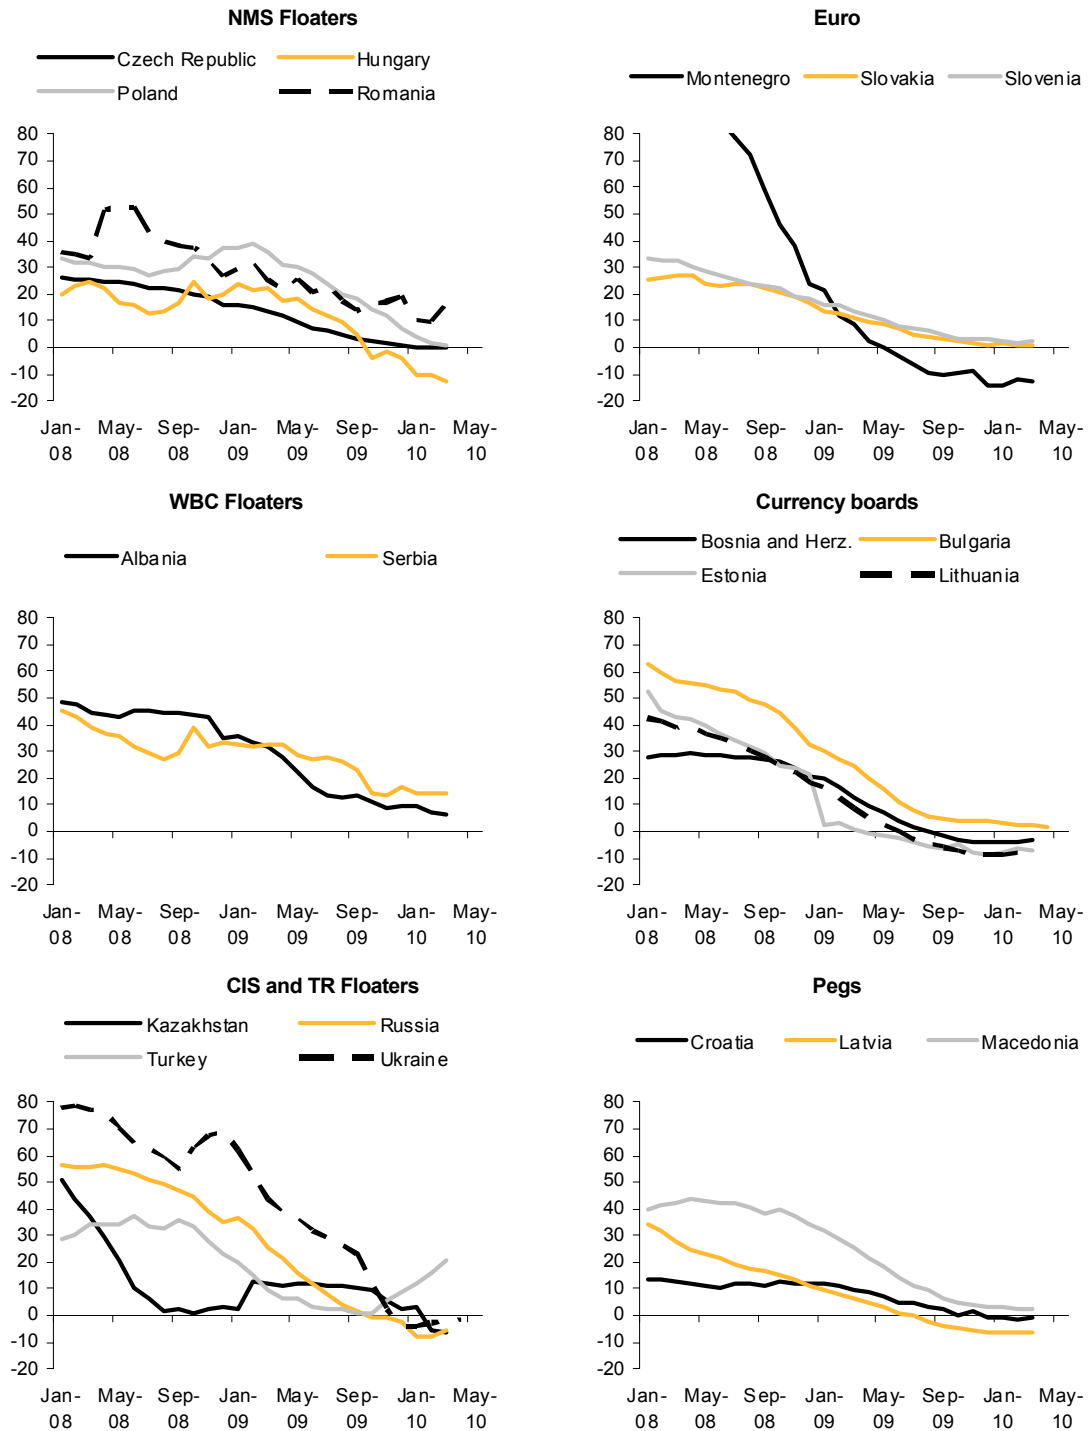 NMS Floaters
Czech Republic
Hungary
Poland
Romania
80
70
60
50
40
30
20
10
0
-10
-20
Jan- May- Sep- Jan- May- Sep- Jan- May-
08 08 08 09 09 09 10 10
Euro
Montenegro
Slovakia
Slovenia
80
70
60
50
40
30
20
10
0
-10
-20
Jan- May- Sep- Jan- May- Sep- Jan- May-
08 08 08 09 09 09 10 10
WBC Floaters
Albania
Serbia
80
70
60
50
40
30
20
10
0
-10
-20
Jan- May- Sep- Jan- May- Sep- Jan- May-
08 08 08 09 09 09 10 10
Currency boards
Bosnia and Herz.
Bulgaria
Estonia
Lithuania
80
70
60
50
40
30
20
10
0
-10
-20
Jan- May- Sep- Jan- May- Sep- Jan- May-
08 08 08 09 09 09 10 10
CIS and TR Floaters
Kazakhstan
Russia
Turkey
Ukraine
80
70
60
50
40
30
20
10
0
-10
-20
Jan- May- Sep- Jan- May- Sep- Jan- May-
08 08 08 09 09 09 10 10
Pegs
Croatia
Latvia
Macedonia
80
70
60
50
40
30
20
10
0
-10
-20
Jan- May- Sep- Jan- May- Sep- Jan- May-
08 08 08 09 09 09 10 10